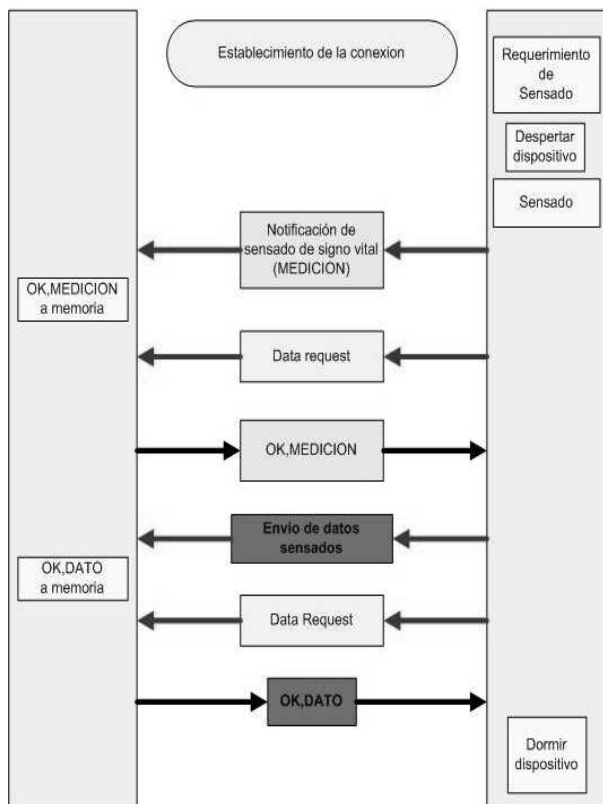 Establecimiento de la conexion
Requerimiento
de
Sensado
Despertar
dispositivo
Sensado
Notificación de
sensado de signo vital
(MEDICION)
OK,MEDICION
a memoria
Data request
OK,MEDICION
Envio de datos
sensados
OK,DATO
a memoria
Data Request
OK,DATO
Dormir
dispositivo